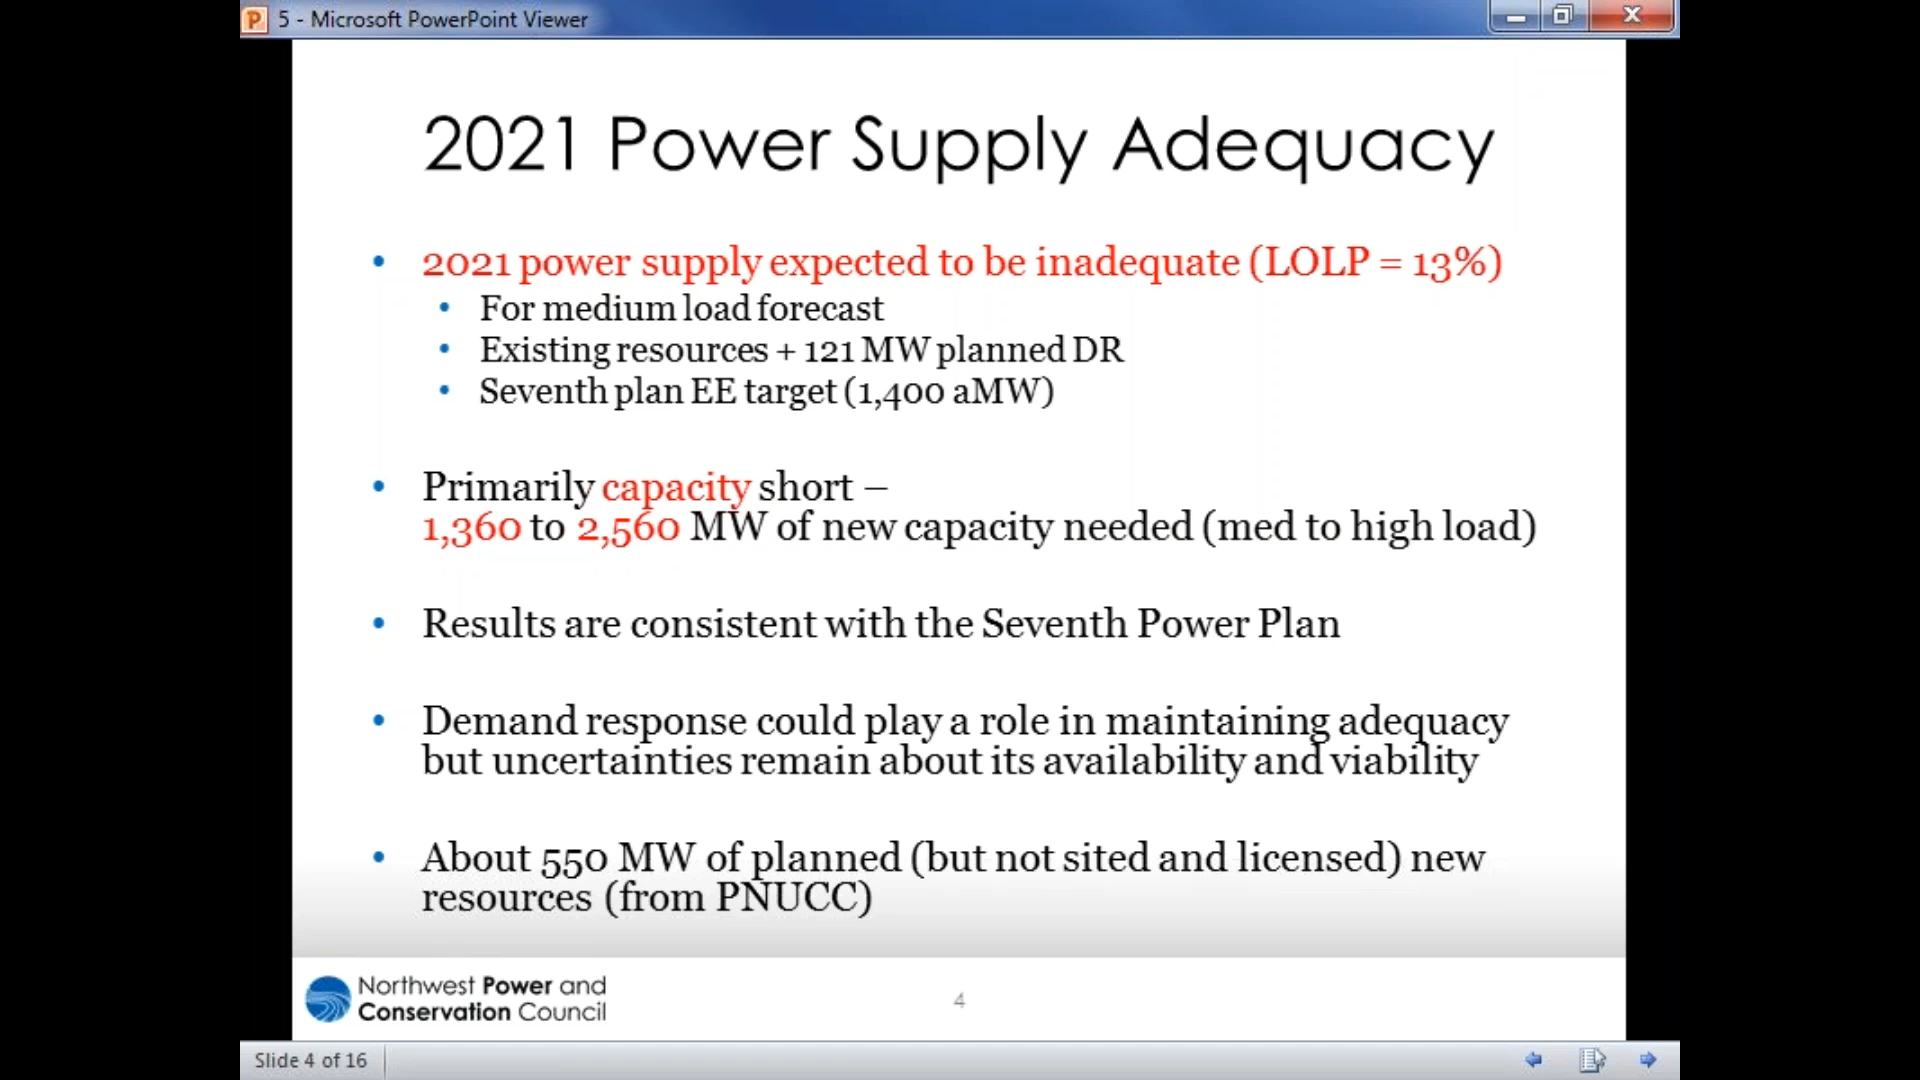 5 - Microsoft PowerPoint Viewer
2021 Power Supply Adequacy
• 2021 power supply expected to be inadequate (LOLP = 13%)
• For medium load forecast
• Existing resources + 121 MW planned DR
• Seventh plan EE target (1,400 aMW)
• Primarily capacity short –
1,360 to 2,560 MW of new capacity needed (med to high load)
• Results are consistent with the Seventh Power Plan
• Demand response could play a role in maintaining adequacy
but uncertainties remain about its availability and viability
• About 550 MW of planned (but not sited and licensed) new
resources (from PNUCC)
Northwest Power and
Conservation Council
4
Slide 4 of 16